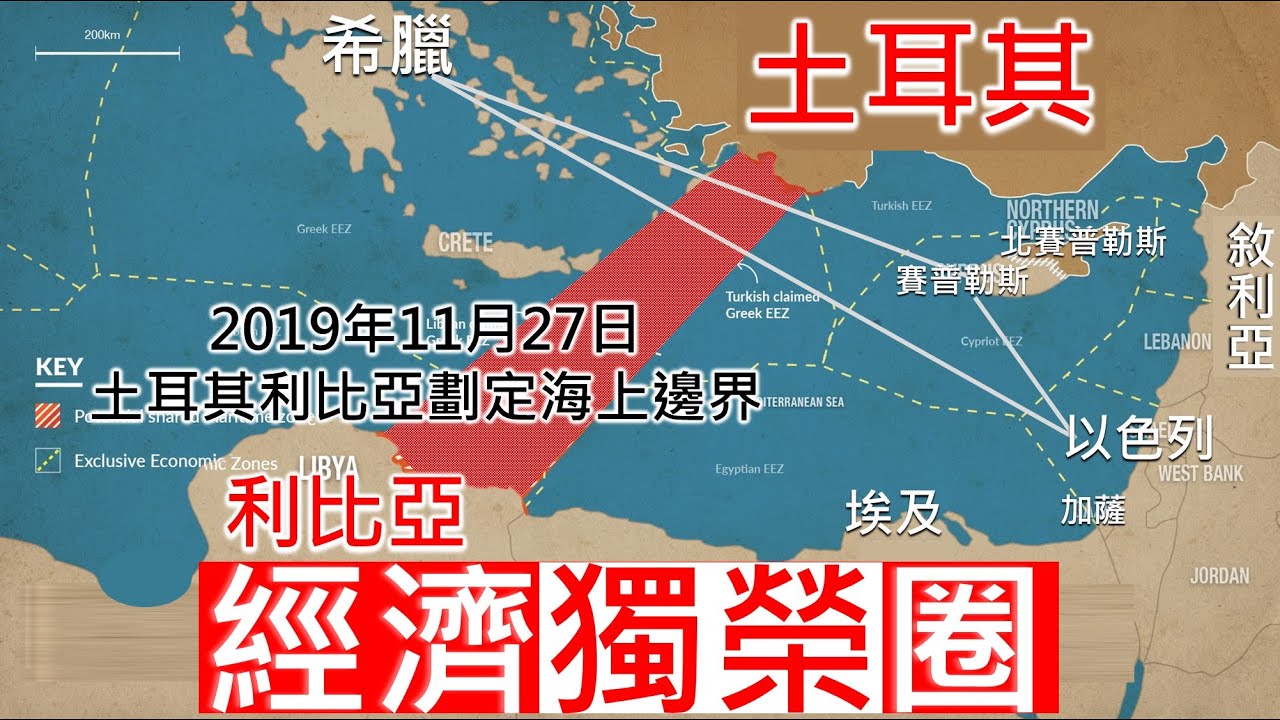 200km
希臘
土耳其
Greek EEZ
CRETE
Turkish EEZ
NORTHERN
CYPRUS
北賽普勒斯
賽普勒斯
敘利亞
Turkish claimed
Greek EEZ
Cypriot EEZ
LEBANON
2019年11月27日
土耳其利比亞劃定海上邊界
KEY
Exclusive Economic Zones
LIBYA
利比亞
Egyptian EEZ
埃及
以色列
WEST BANK
加薩
JORDAN
經濟獨榮圈